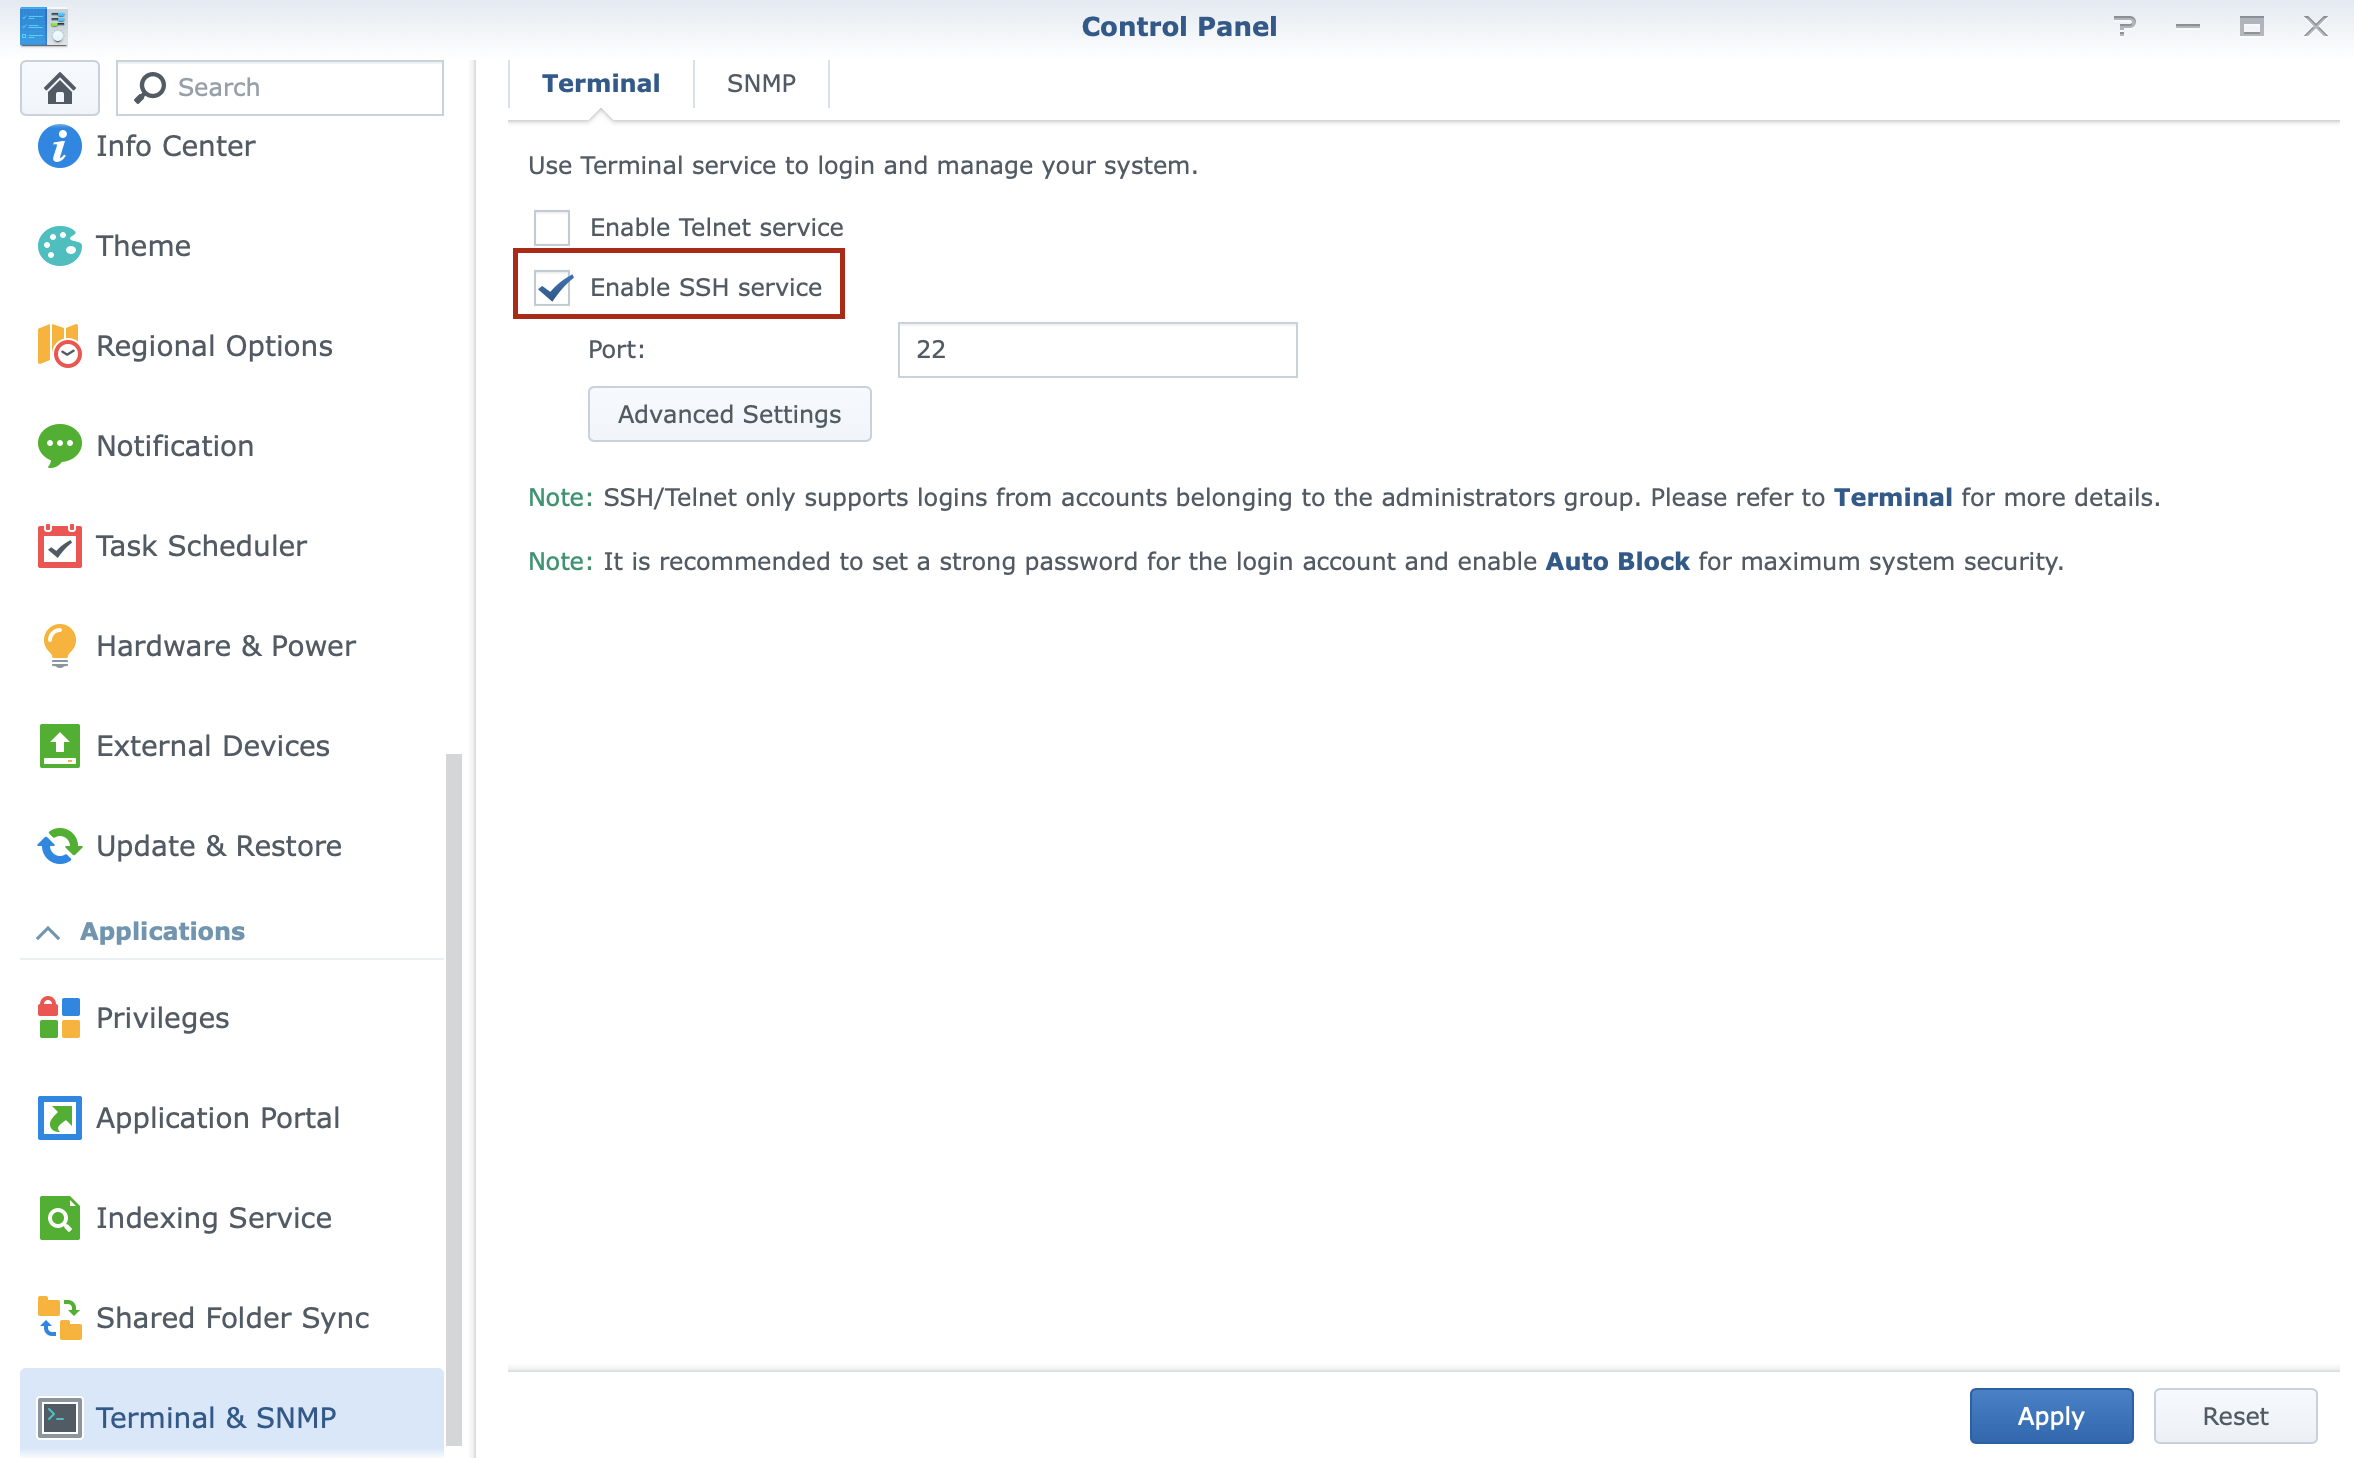 Control Panel
Search
Info Center
Theme
Regional Options
Notification
Task Scheduler
Hardware & Power
External Devices
Update & Restore
Applications
Privileges
Application Portal
Indexing Service
Shared Folder Sync
Terminal & SNMP
Terminal SNMP
Use Terminal service to login and manage your system.
Enable Telnet service
Enable SSH service
Port: 22
Advanced Settings
Note: SSH/Telnet only supports logins from accounts belonging to the administrators group. Please refer to Terminal for more details.
Note: It is recommended to set a strong password for the login account and enable Auto Block for maximum system security.
Apply Reset